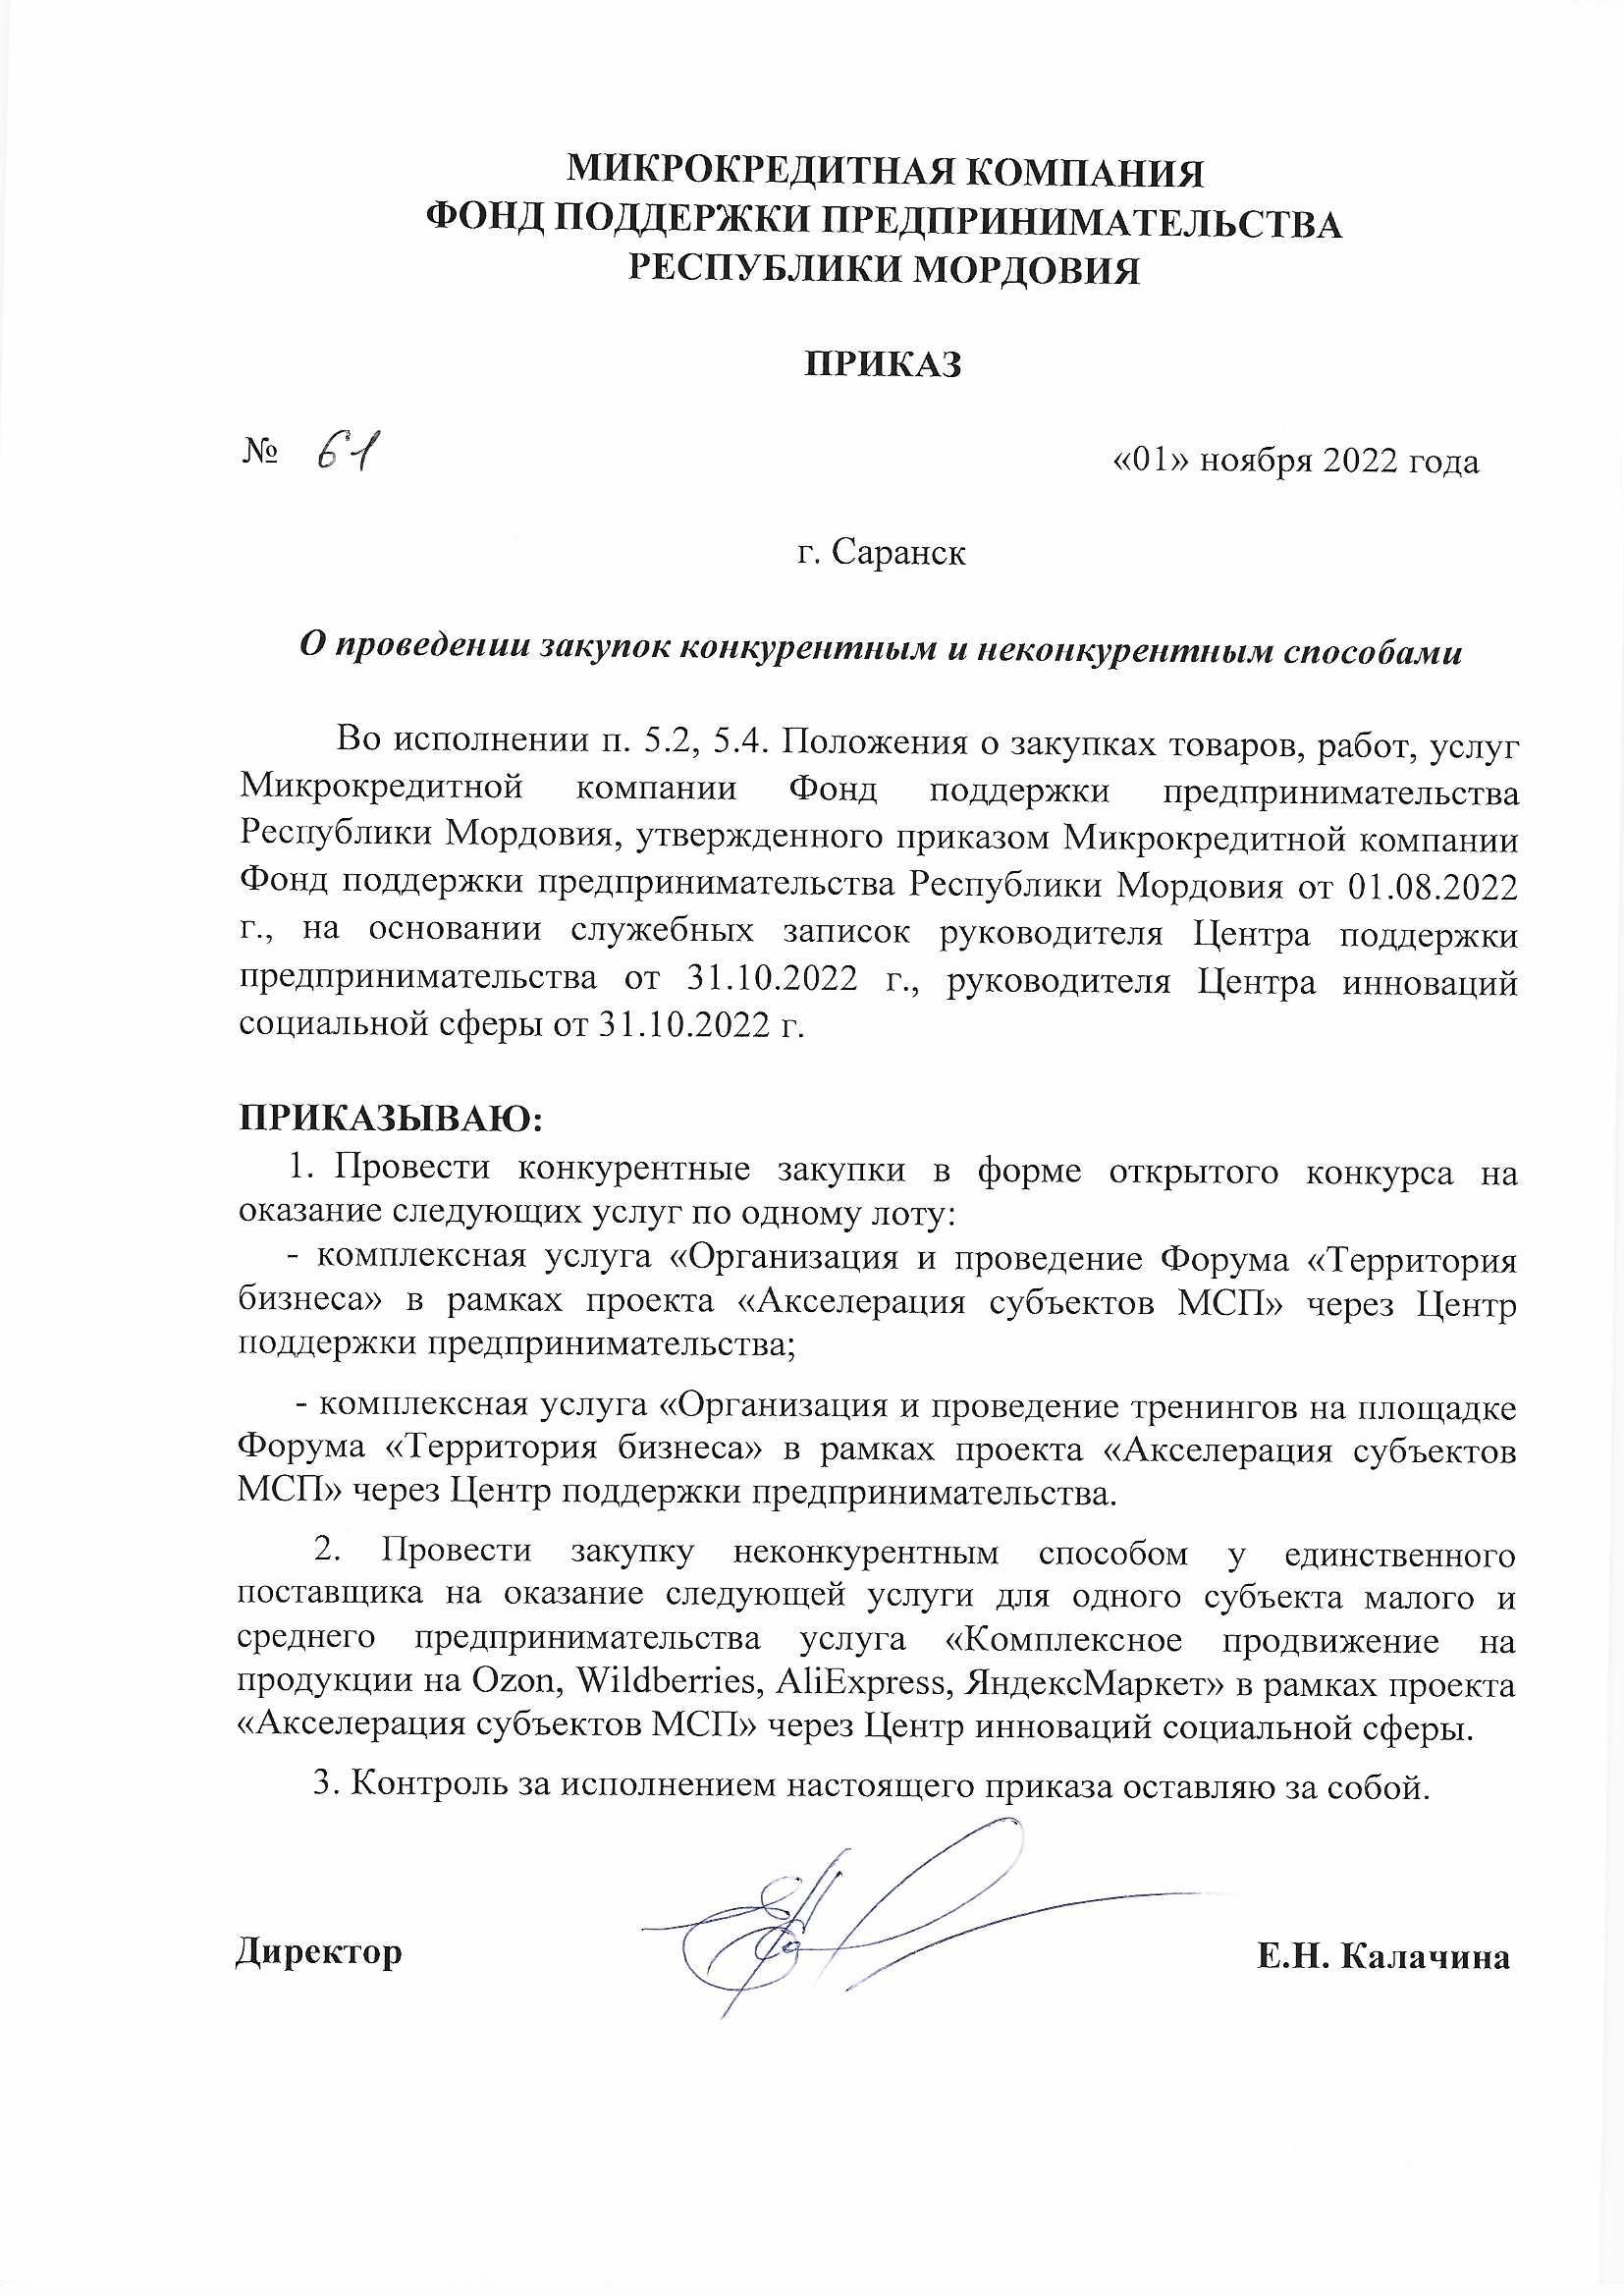 МИКРОКРЕДИТНАЯ КОМПАНИЯ
ФОНД ПОДДЕРЖКИ ПРЕДПРИНИМАТЕЛЬСТВА
РЕСПУБЛИКИ МОРДОВИЯ
ПРИКАЗ
№ 61 «01» ноября 2022 года
г. Саранск
О проведении закупок конкурентным и неконкурентным способами
Во исполнении п. 5.2, 5.4. Положения о закупках товаров, работ, услуг
Микрокредитной компании Фонд поддержки предпринимательства
Республики Мордовия, утвержденного приказом Микрокредитной компании
Фонд поддержки предпринимательства Республики Мордовия от 01.08.2022
г., на основании служебных записок руководителя Центра поддержки
предпринимательства от 31.10.2022 г., руководителя Центра инноваций
социальной сферы от 31.10.2022 г.
ПРИКАЗЫВАЮ:
1. Провести конкурентные закупки в форме открытого конкурса на
оказание следующих услуг по одному лоту:
- комплексная услуга «Организация и проведение Форума «Территория
бизнеса» в рамках проекта «Акселерация субъектов МСП» через Центр
поддержки предпринимательства;
- комплексная услуга «Организация и проведение тренингов на площадке
Форума «Территория бизнеса» в рамках проекта «Акселерация субъектов
МСП» через Центр поддержки предпринимательства.
2. Провести закупку неконкурентным способом у единственного
поставщика на оказание следующей услуги для одного субъекта малого и
среднего предпринимательства услуга «Комплексное продвижение на
продукции на Ozon, Wildberries, AliExpress, ЯндексМаркет» в рамках проекта
«Акселерация субъектов МСП» через Центр инноваций социальной сферы.
3. Контроль за исполнением настоящего приказа оставляю за собой.
Директор Е.Н. Калачина